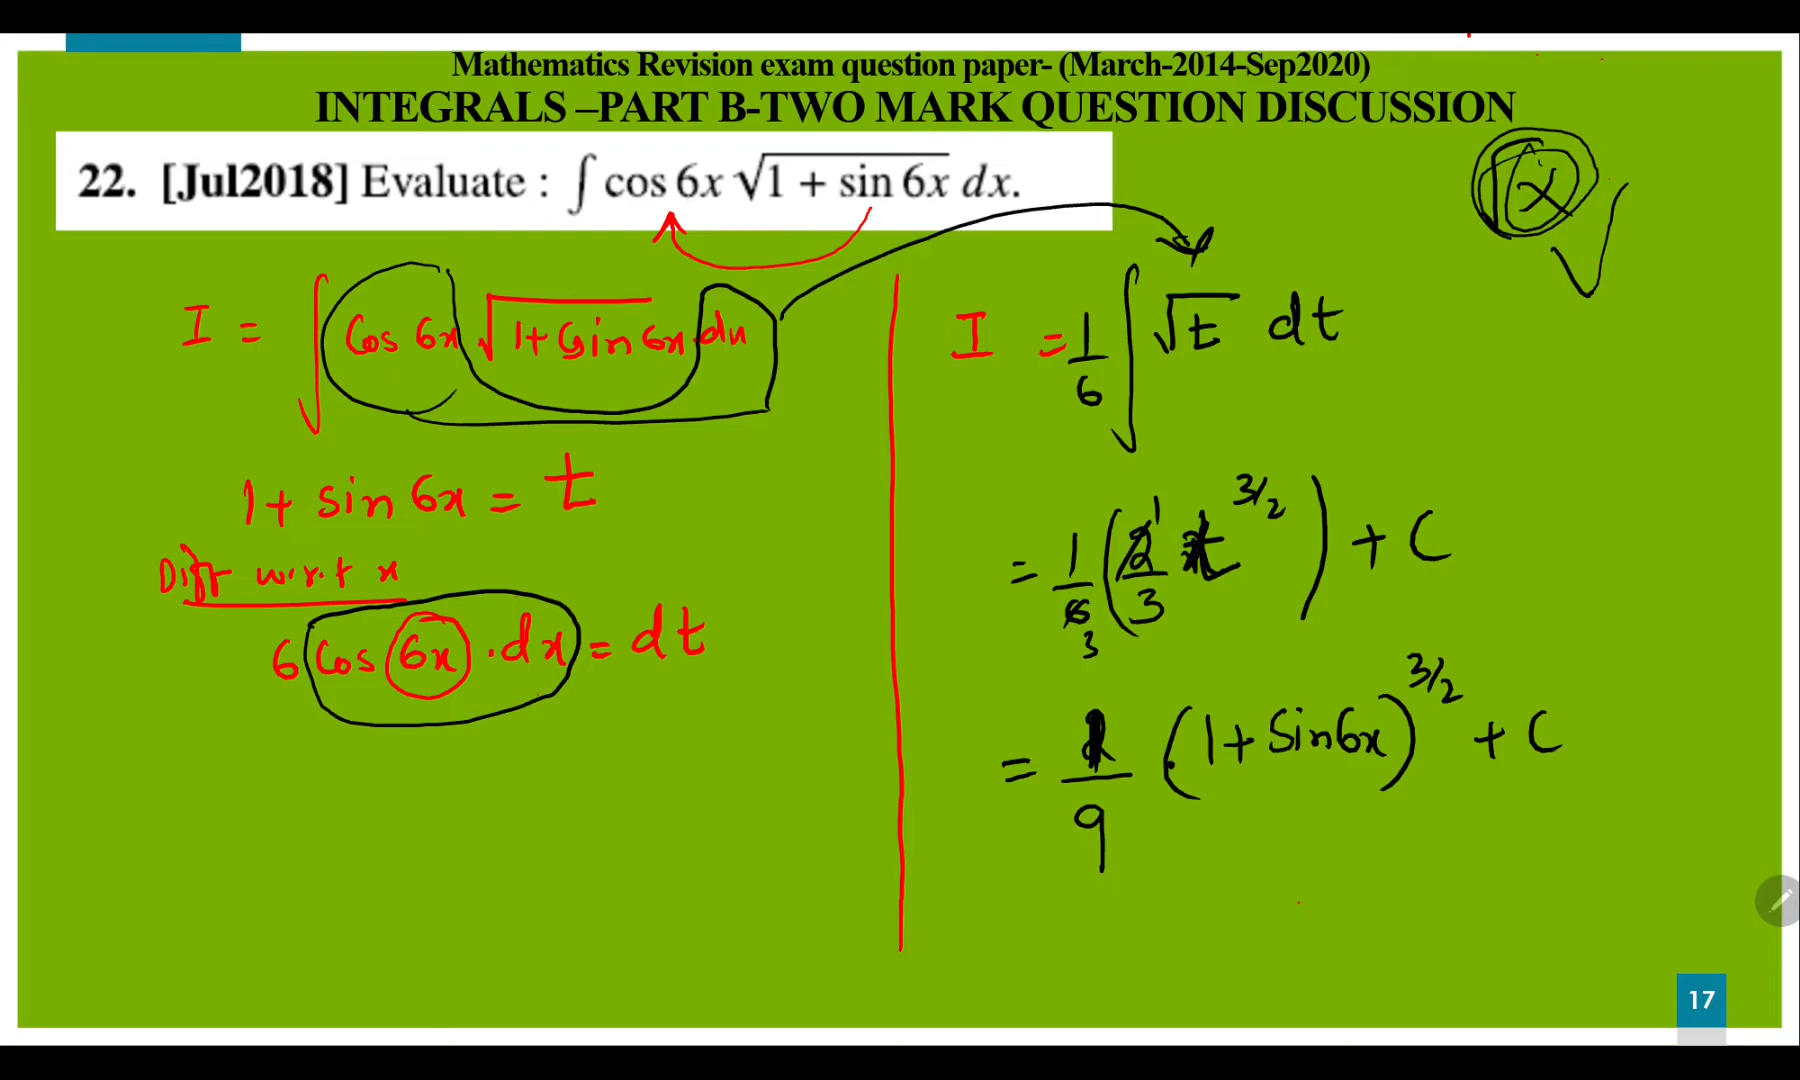 Mathematics Revision exam question paper- (March-2014-Sep2020)
INTEGRALS –PART B-TWO MARK QUESTION DISCUSSION
22. [Jul2018] Evaluate : ∫ cos 6x √(1 + sin 6x) dx.
√x
I = ∫ cos 6x √(1 + sin 6x) dx
1 + sin 6x = t
Diff w.r.t x
6 cos 6x . dx = dt
I = 1/6 ∫ √t dt
= 1/6 (2/3 t^3/2) + C
= 1/9 (1 + sin 6x)^3/2 + C
17